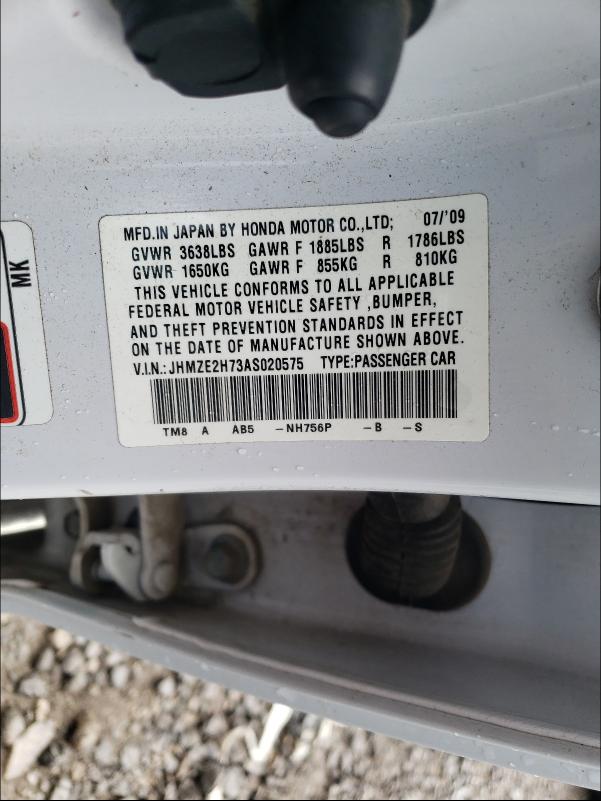 MFD.IN JAPAN BY HONDA MOTOR CO.,LTD; 07/'09
GVWR 3638LBS GAWR F 1885LBS R 1786LBS
GVWR 1650KG GAWR F 855KG R 810KG
THIS VEHICLE CONFORMS TO ALL APPLICABLE
FEDERAL MOTOR VEHICLE SAFETY ,BUMPER,
AND THEFT PREVENTION STANDARDS IN EFFECT
ON THE DATE OF MANUFACTURE SHOWN ABOVE.
V.I.N.: JHMZE2H73AS020575 TYPE:PASSENGER CAR
TM8 A AB5 -NH756P -B -S
MK